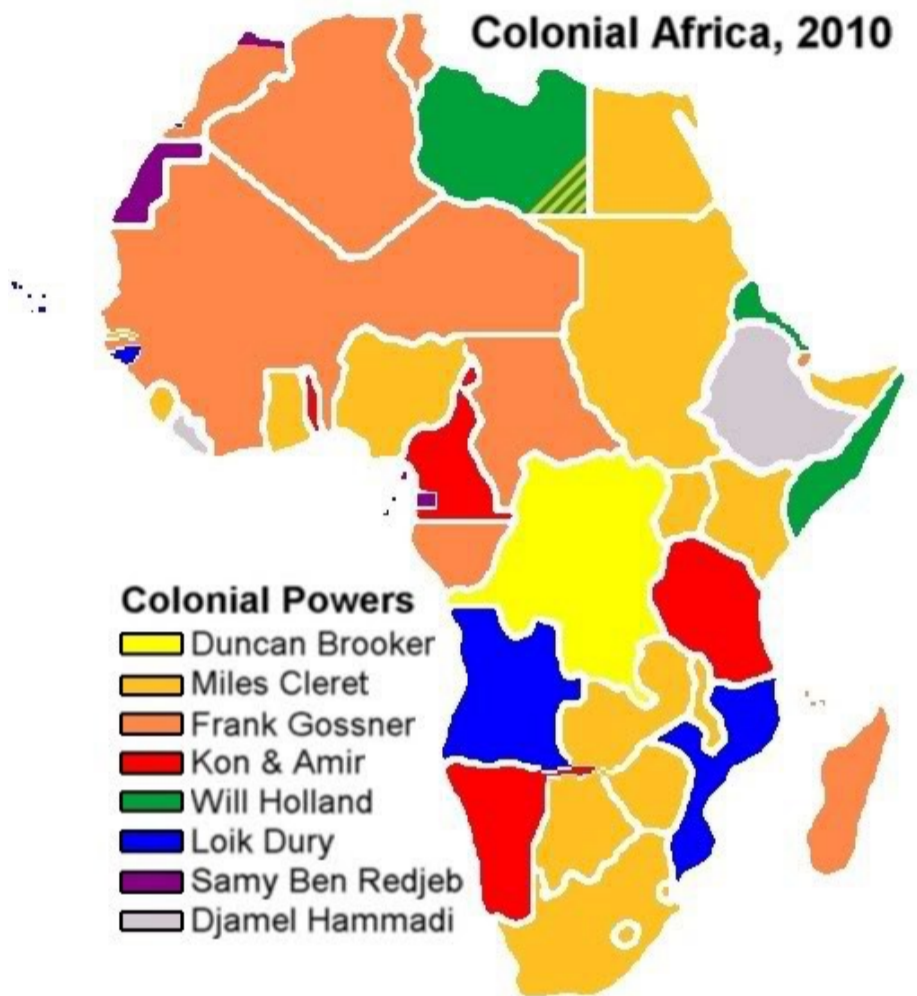 Colonial Africa, 2010
Colonial Powers
Duncan Brooker
Miles Cleret
Frank Gossner
Kon & Amir
Will Holland
Loik Dury
Samy Ben Redjeb
Djamel Hammadi